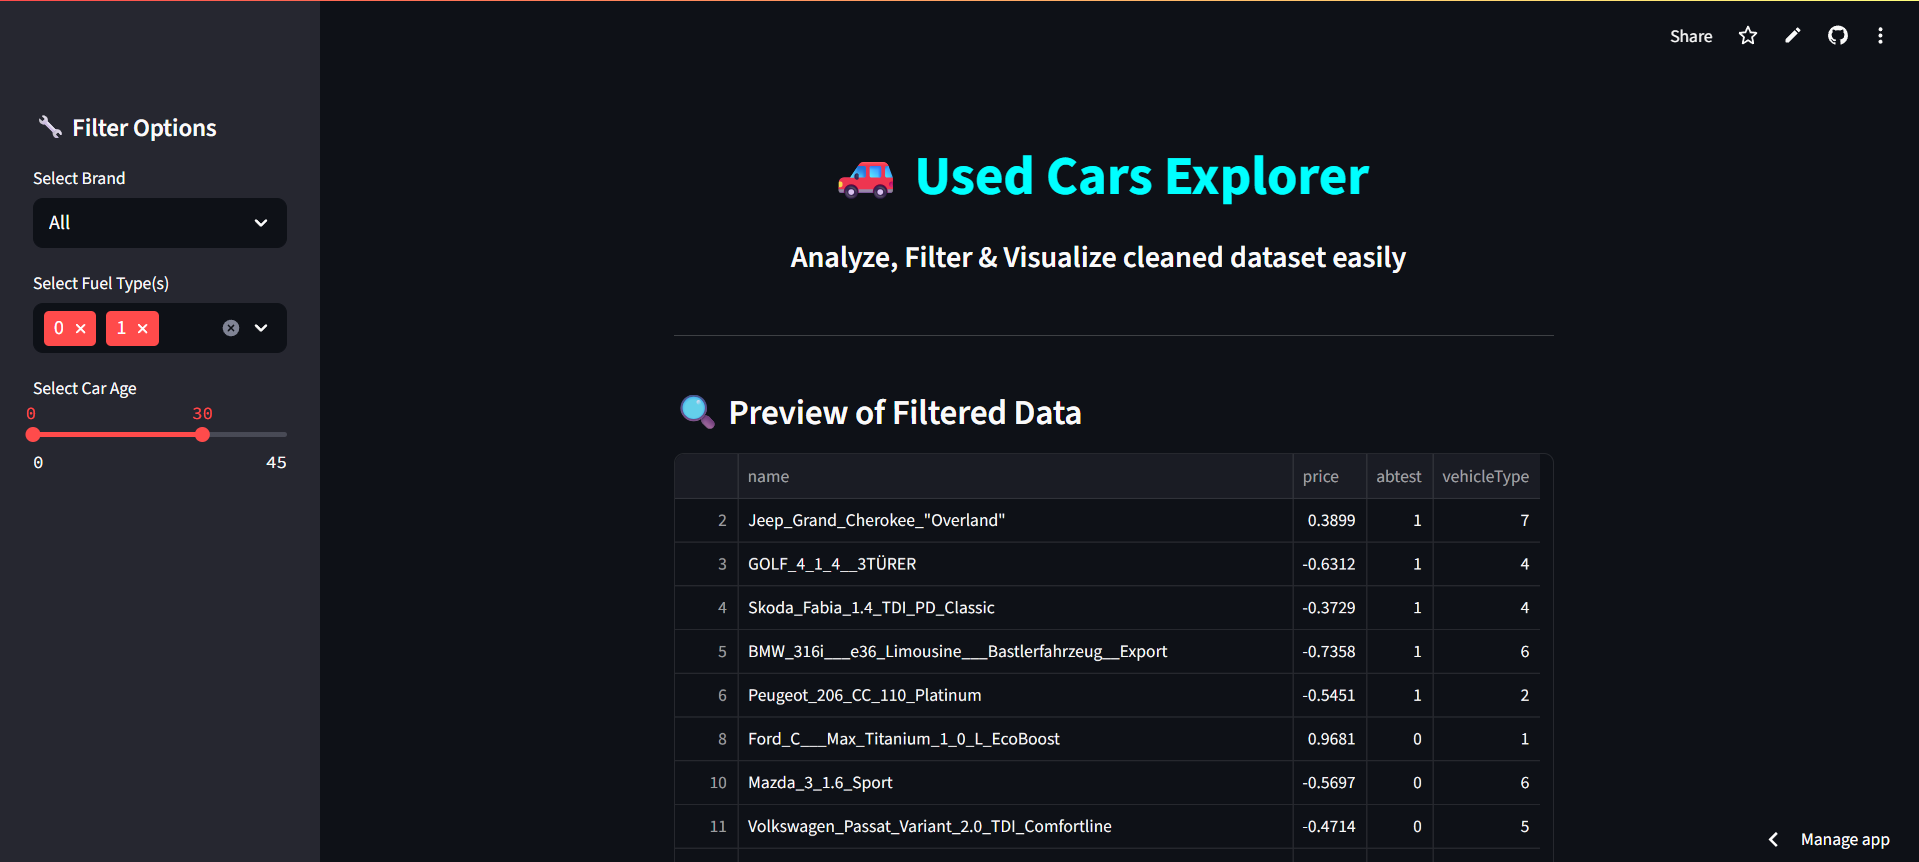 Share
Filter Options
Select Brand
All
Select Fuel Type(s)
0 1
Select Car Age
0 30
0 45
Used Cars Explorer
Analyze, Filter & Visualize cleaned dataset easily
Preview of Filtered Data
name price abtest vehicleType
2 Jeep_Grand_Cherokee_"Overland" 0.3899 1 7
3 GOLF_4_1_4__3TÜRER -0.6312 1 4
4 Skoda_Fabia_1.4_TDI_PD_Classic -0.3729 1 4
5 BMW_316i___e36_Limousine___Bastlerfahrzeug__Export -0.7358 1 6
6 Peugeot_206_CC_110_Platinum -0.5451 1 2
8 Ford_C___Max_Titanium_1_0_L_EcoBoost 0.9681 0 1
10 Mazda_3_1.6_Sport -0.5697 0 6
11 Volkswagen_Passat_Variant_2.0_TDI_Comfortline -0.4714 0 5
Manage app